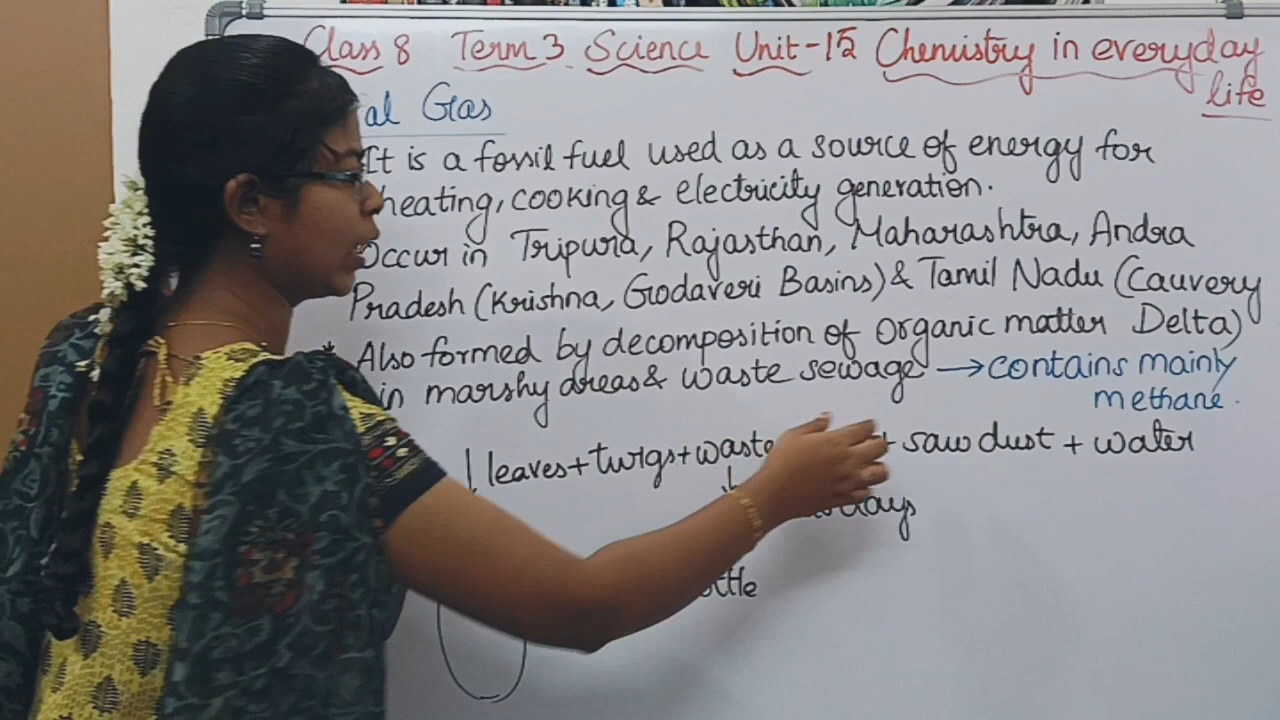 Class 8 Term 3 Science Unit-15 Chemistry in everyday
life
al Gas
It is a fossil fuel used as a source of energy for
heating, cooking & electricity generation.
Occur in Tripura, Rajasthan, Maharashtra, Andra
Pradesh (Krishna, Godaveri Basins) & Tamil Nadu (Cauvery
Delta)
* Also formed by decomposition of organic matter
in marshy areas & waste sewage → contains mainly
methane.
↓ leaves + twigs + waste + saw dust + water
↓
days
ttle